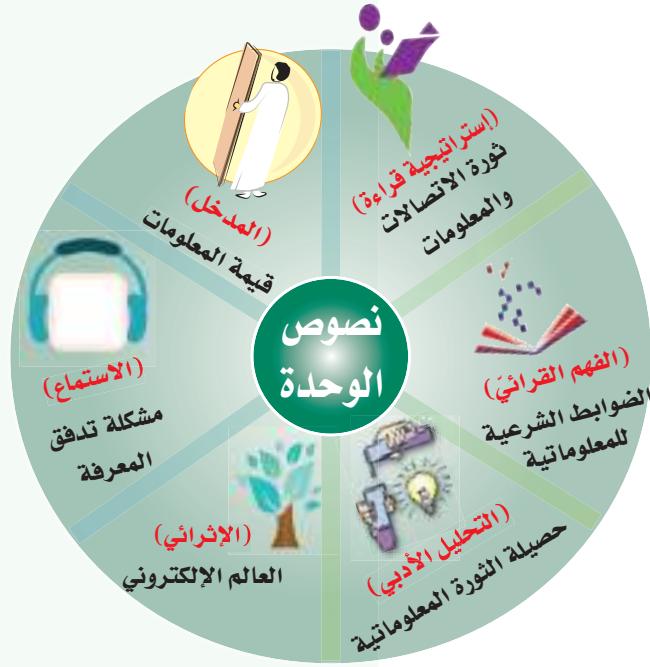 نصوص
الوحدة
(إستراتيجية قراءة)
ثورة الاتصالات
والمعلومات
(الفهم القرائيّ)
الضوابط الشرعية
للمعلوماتية
(التحليل الأدبي)
حصيلة الثورة المعلوماتية
(الإثرائي)
العالم الإلكتروني
(الاستماع)
مشكلة تدفق
المعرفة
(المدخل)
قيمة المعلومات